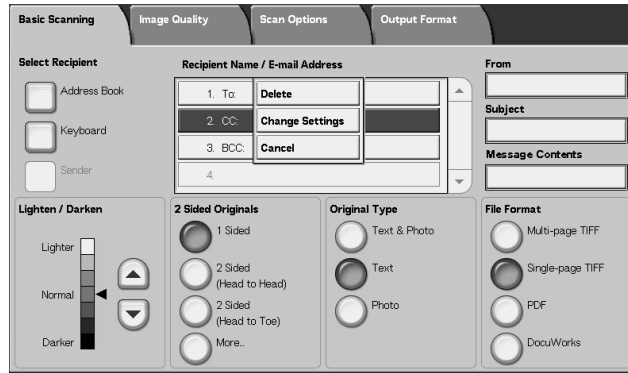 Basic Scanning
Image Quality
Scan Options
Output Format
Select Recipient
Address Book
Keyboard
Sender
Recipient Name / E-mail Address
1. To:
2. CC:
3. BCC:
4.
Delete
Change Settings
Cancel
From
Subject
Message Contents
Lighten / Darken
Lighter
Normal
Darker
2 Sided Originals
1 Sided
2 Sided
(Head to Head)
2 Sided
(Head to Toe)
More...
Original Type
Text & Photo
Text
Photo
File Format
Multi-page TIFF
Single-page TIFF
PDF
DocuWorks